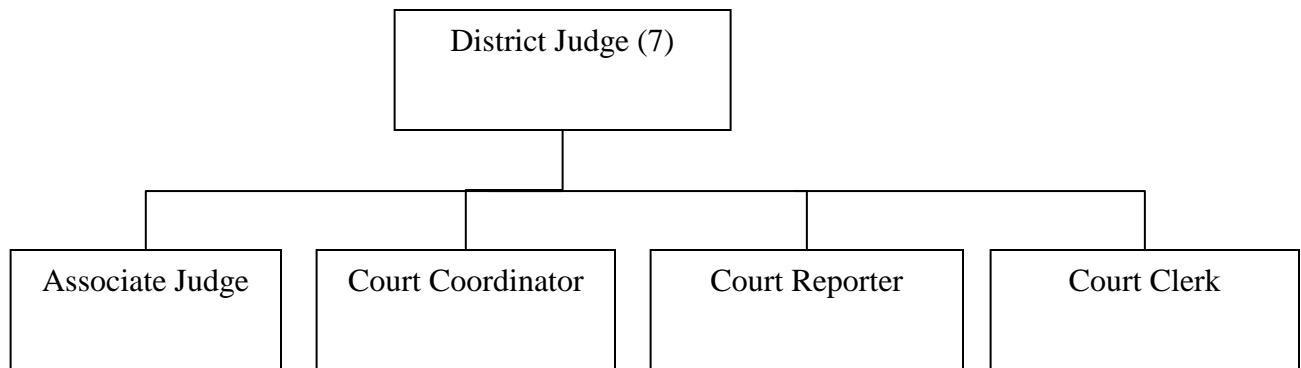 District Judge (7)
Associate Judge
Court Coordinator
Court Reporter
Court Clerk